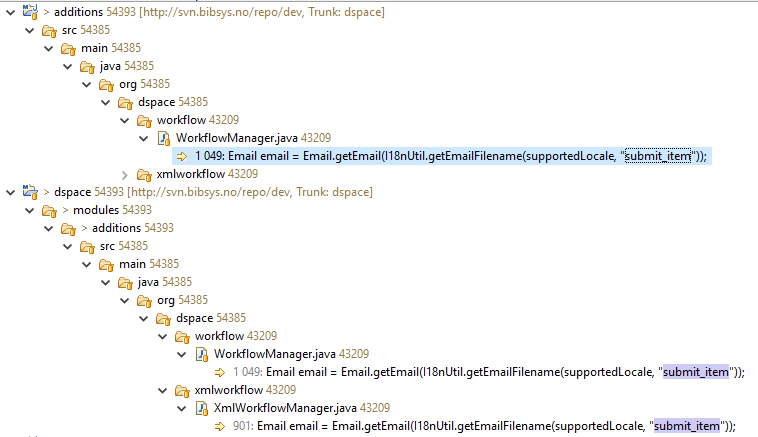 > additions 54393 [http://svn.bibsys.no/repo/dev, Trunk: dspace]
src 54385
main 54385
java 54385
org 54385
dspace 54385
workflow 43209
WorkflowManager.java 43209
1 049: Email email = Email.getEmail(I18nUtil.getEmailFilename(supportedLocale, "submit_item"));
xmlworkflow 43209
> dspace 54393 [http://svn.bibsys.no/repo/dev, Trunk: dspace]
> modules 54393
> additions 54393
src 54385
main 54385
java 54385
org 54385
dspace 54385
workflow 43209
WorkflowManager.java 43209
1 049: Email email = Email.getEmail(I18nUtil.getEmailFilename(supportedLocale, "submit_item"));
xmlworkflow 43209
XmlWorkflowManager.java 43209
901: Email email = Email.getEmail(I18nUtil.getEmailFilename(supportedLocale, "submit_item"));